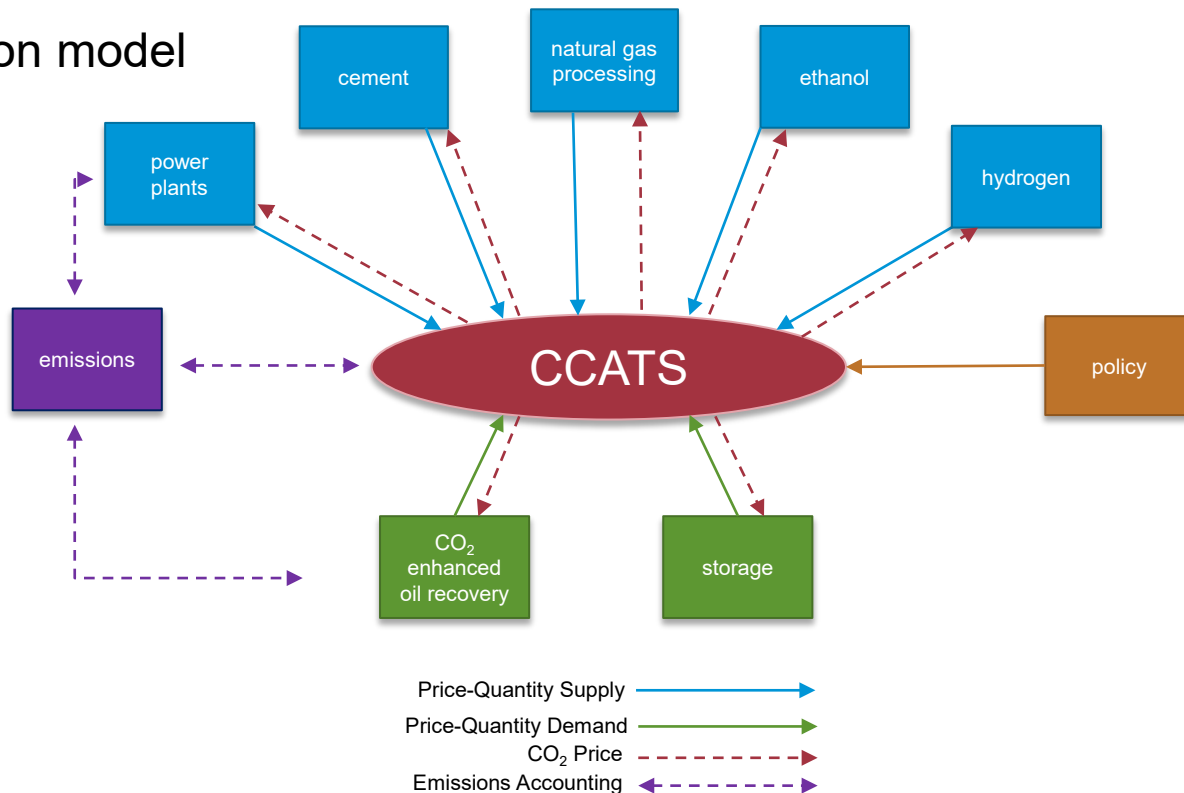 on model
cement
natural gas
processing
ethanol
power
plants
hydrogen
emissions
CCATS
policy
CO₂
enhanced
oil recovery
storage
Price-Quantity Supply
Price-Quantity Demand
CO₂ Price
Emissions Accounting